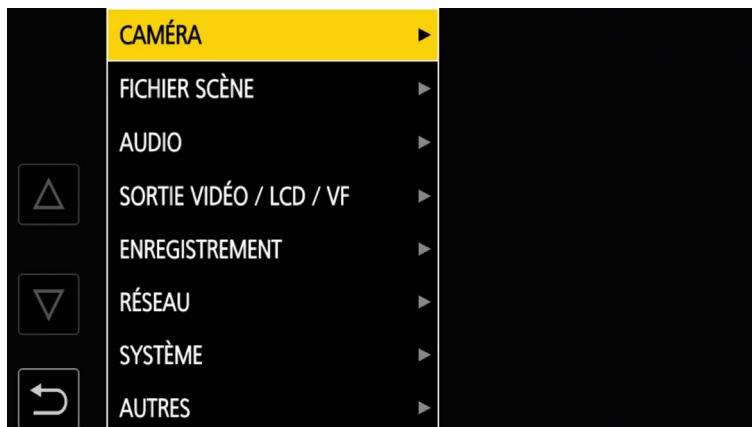 CAMÉRA
FICHIER SCÈNE
AUDIO
SORTIE VIDÉO / LCD / VF
ENREGISTREMENT
RÉSEAU
SYSTÈME
AUTRES